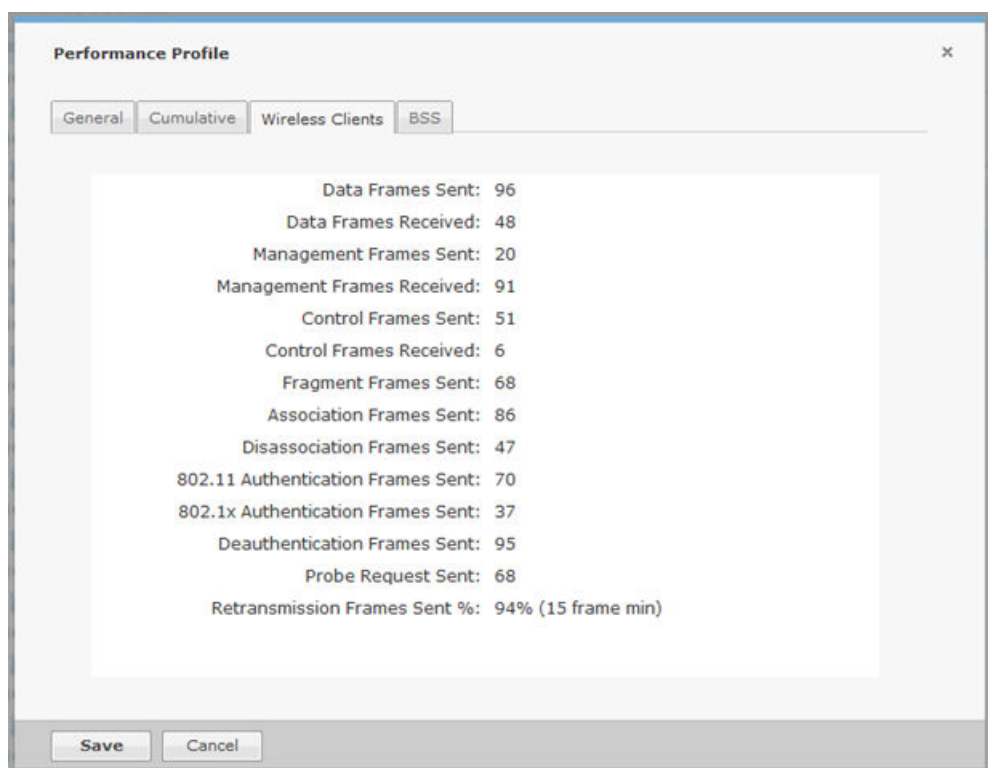 Performance Profile ×
General Cumulative Wireless Clients BSS
Data Frames Sent: 96
Data Frames Received: 48
Management Frames Sent: 20
Management Frames Received: 91
Control Frames Sent: 51
Control Frames Received: 6
Fragment Frames Sent: 68
Association Frames Sent: 86
Disassociation Frames Sent: 47
802.11 Authentication Frames Sent: 70
802.1x Authentication Frames Sent: 37
Deauthentication Frames Sent: 95
Probe Request Sent: 68
Retransmission Frames Sent %: 94% (15 frame min)
Save Cancel